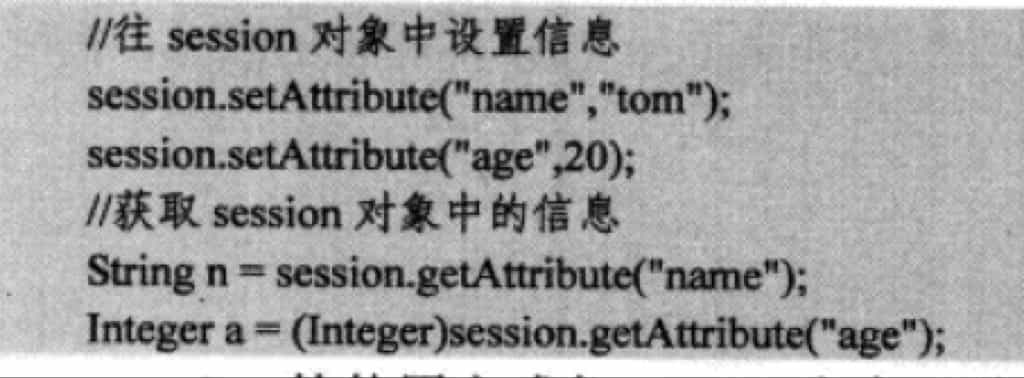 //往 session 对象中设置信息
session.setAttribute("name","tom");
session.setAttribute("age",20);
//获取 session 对象中的信息
String n = session.getAttribute("name");
Integer a = (Integer)session.getAttribute("age");